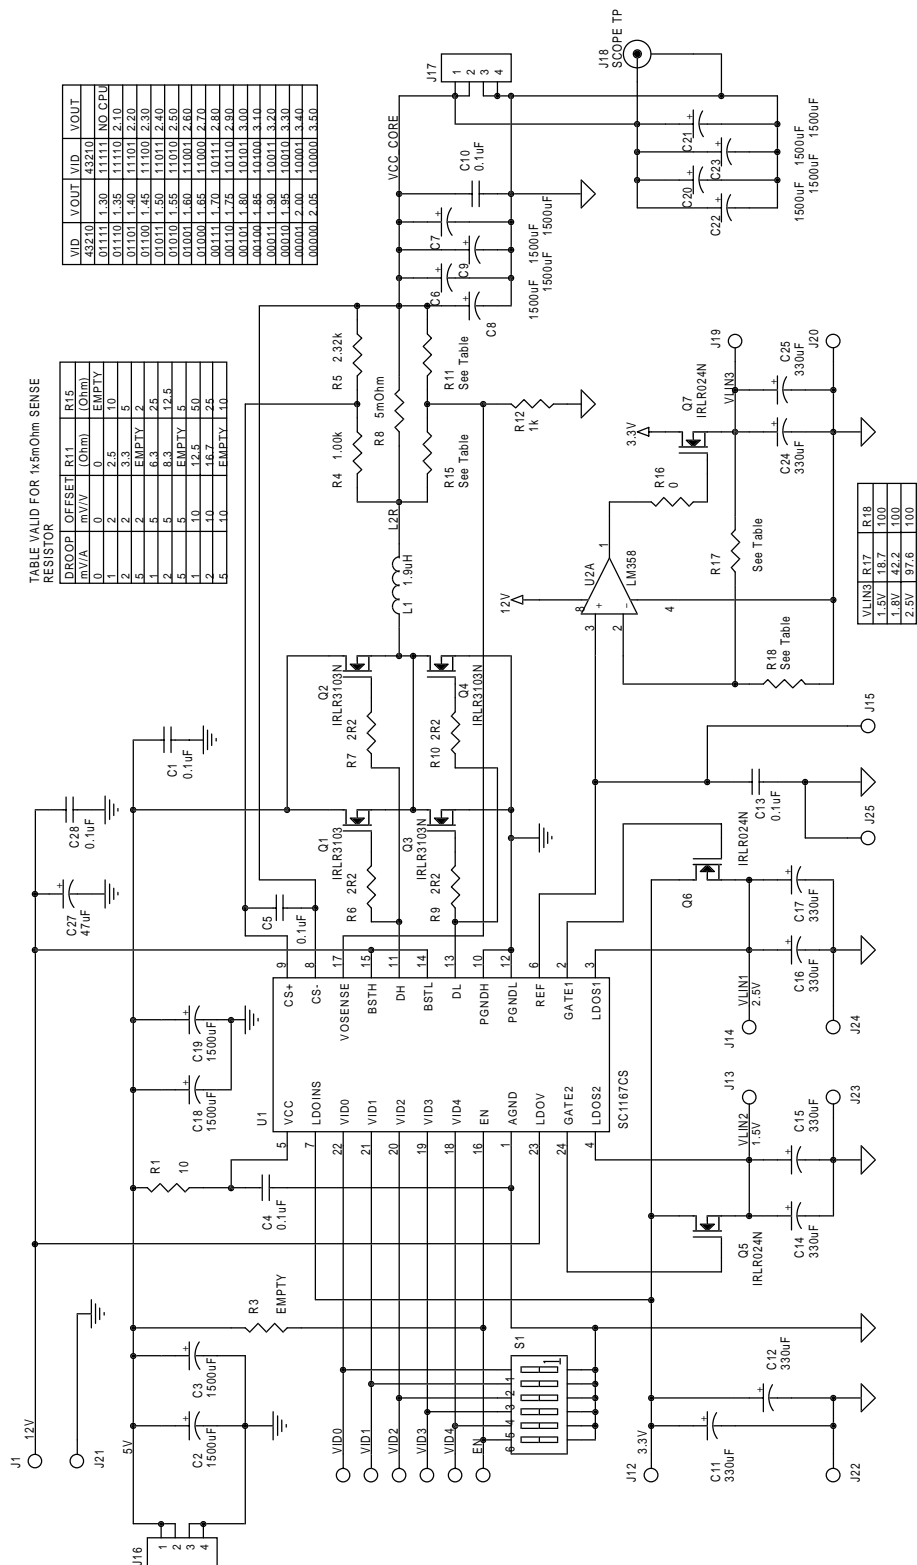 TABLE VALID FOR 1x5mOhm SENSE
RESISTOR
DROOP OFFSET R11 R15
mV/A mV/V (Ohm) (Ohm)
0 0 0 EMPTY
1 2 2.5 10
2 2 3.3 5
5 2 EMPTY 2
1 5 6.3 25
2 5 8.3 12.5
5 5 EMPTY 5
1 10 12.5 50
2 10 16.7 25
5 10 EMPTY 10
VID VOUT VID VOUT
43210 43210
01111 1.30 11111 NO CPU
01110 1.35 11110 2.10
01101 1.40 11101 2.20
01100 1.45 11100 2.30
01011 1.50 11011 2.40
01010 1.55 11010 2.50
01001 1.60 11001 2.60
01000 1.65 11000 2.70
00111 1.70 10111 2.80
00110 1.75 10110 2.90
00101 1.80 10101 3.00
00100 1.85 10100 3.10
00011 1.90 10011 3.20
00010 1.95 10010 3.30
00001 2.00 10001 3.40
00000 2.05 10000 3.50
J1
12V
J21
5V
J16
1
2
3
4
C2
1500uF
C3
1500uF
R3
EMPTY
R1
10
C4
0.1uF
C18
1500uF
C19
1500uF
C27
47uF
C28
0.1uF
C1
0.1uF
U1
SC1167CS
5 VCC
7 LDOINS
22 VID0
21 VID1
20 VID2
19 VID3
18 VID4
16 EN
1 AGND
23 LDOV
24 GATE2
4 LDOS2
CS+ 9
CS- 8
VOSENSE 17
BSTH 15
DH 11
BSTL 14
DL 13
PGNDH 10
PGNDL 12
REF 6
GATE1 2
LDOS1 3
VID0
VID1
VID2
VID3
VID4
EN
S1
1
1
2
3
4
5
6
C5
0.1uF
R6
2R2
Q1
IRLR3103N
R7
2R2
Q2
IRLR3103N
R9
2R2
Q3
IRLR3103N
R10
2R2
Q4
IRLR3103N
L1
1.9uH
L2R
R4
1.00k
R5
2.32k
R8
5mOhm
R15
See Table
R11
See Table
R12
1k
VCC_CORE
C6
C7
C8
C9
1500uF
1500uF
1500uF
1500uF
C10
0.1uF
J17
1
2
3
4
J18
SCOPE TP
C22
C20
C23
C21
1500uF
1500uF
1500uF
1500uF
12V
U2A
LM358
3
2
8
4
1
+
-
R16
0
3.3V
Q7
IRLR024N
VLIN3
J19
J20
C24
330uF
C25
330uF
R17
See Table
R18
See Table
VLIN3 R17 R18
1.5V 18.7 100
1.8V 42.2 100
2.5V 97.6 100
J15
C13
0.1uF
J25
Q6
IRLR024N
VLIN1
2.5V
J14
J24
C16
330uF
C17
330uF
Q5
IRLR024N
VLIN2
1.5V
J13
J23
C14
330uF
C15
330uF
J12
3.3V
J22
C11
330uF
C12
330uF